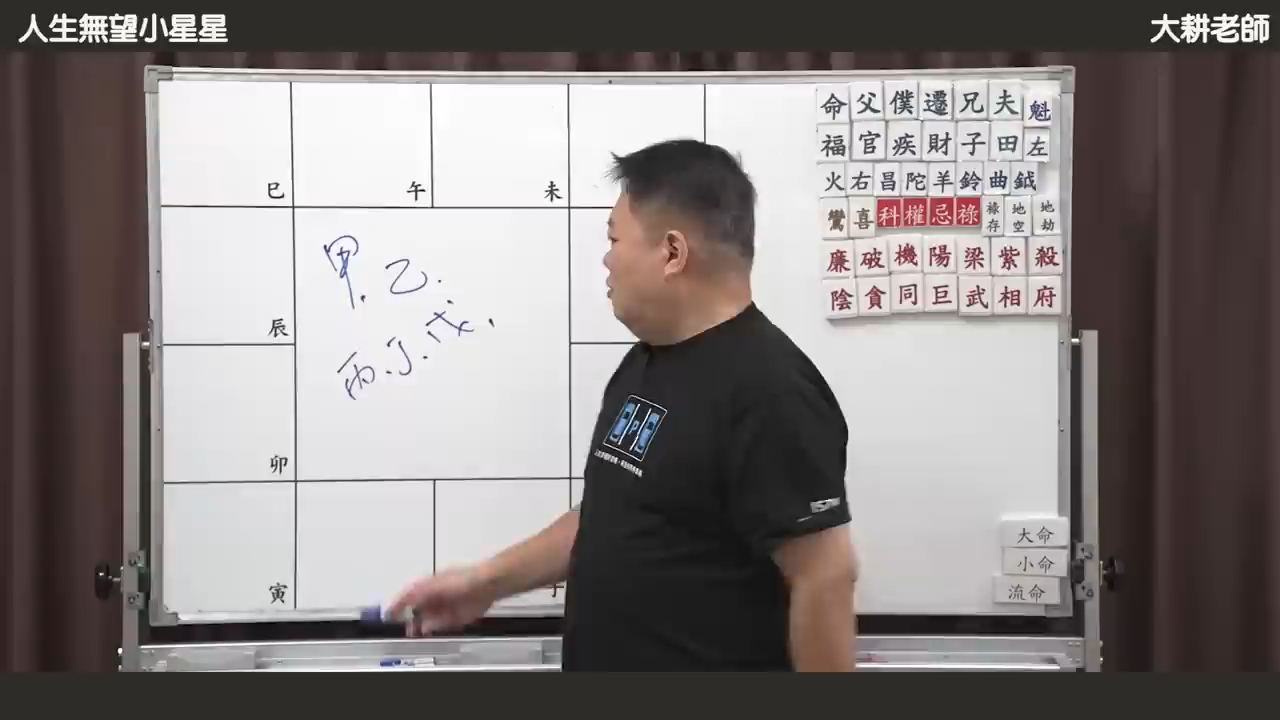 人生無望小星星
大耕老師
命父僕遷兄夫魁
福官疾財子田左
火右昌陀羊鈴曲鉞
鸞喜科權忌祿祿存地空地劫
廉破機陽梁紫殺
陰貪同巨武相府
巳
午
未
甲.乙.
丙.丁.戊.
辰
卯
寅
子
大命
小命
流命